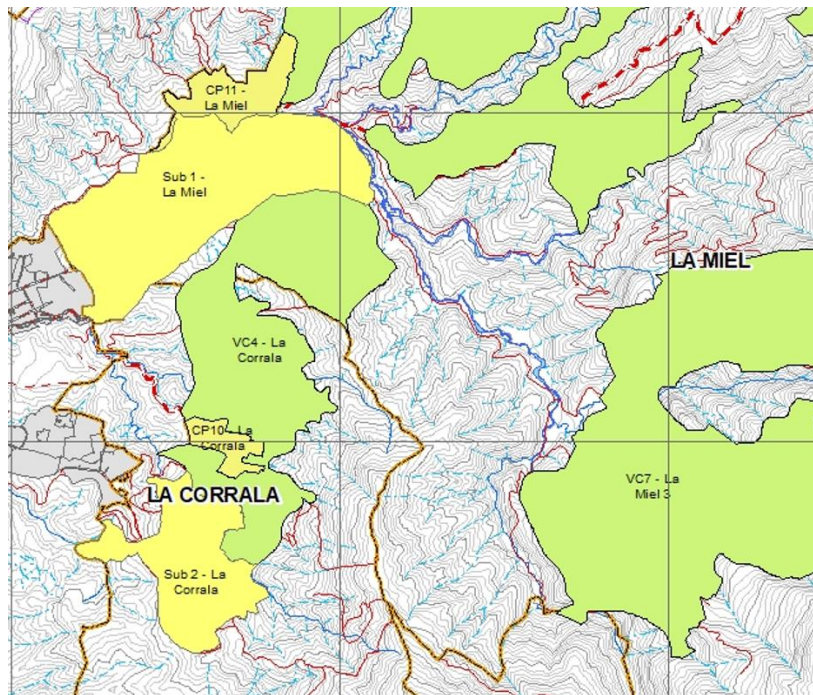 CP11 -
La Miel
Sub 1 -
La Miel
LA MIEL
VC4 - La
Corrala
CP10 - La
Corrala
VC7 - La
Miel 3
LA CORRALA
Sub 2 - La
Corrala